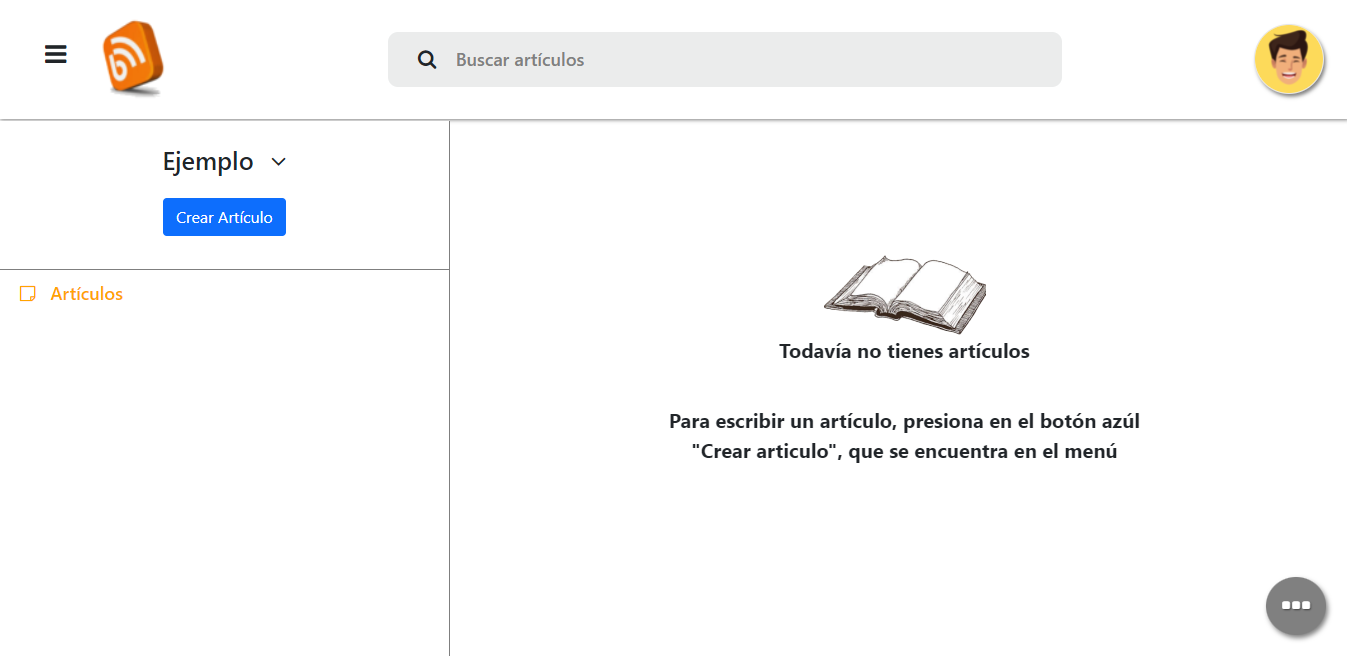 Buscar artículos
Ejemplo
Crear Artículo
Artículos
Todavía no tienes artículos
Para escribir un artículo, presiona en el botón azúl
"Crear articulo", que se encuentra en el menú